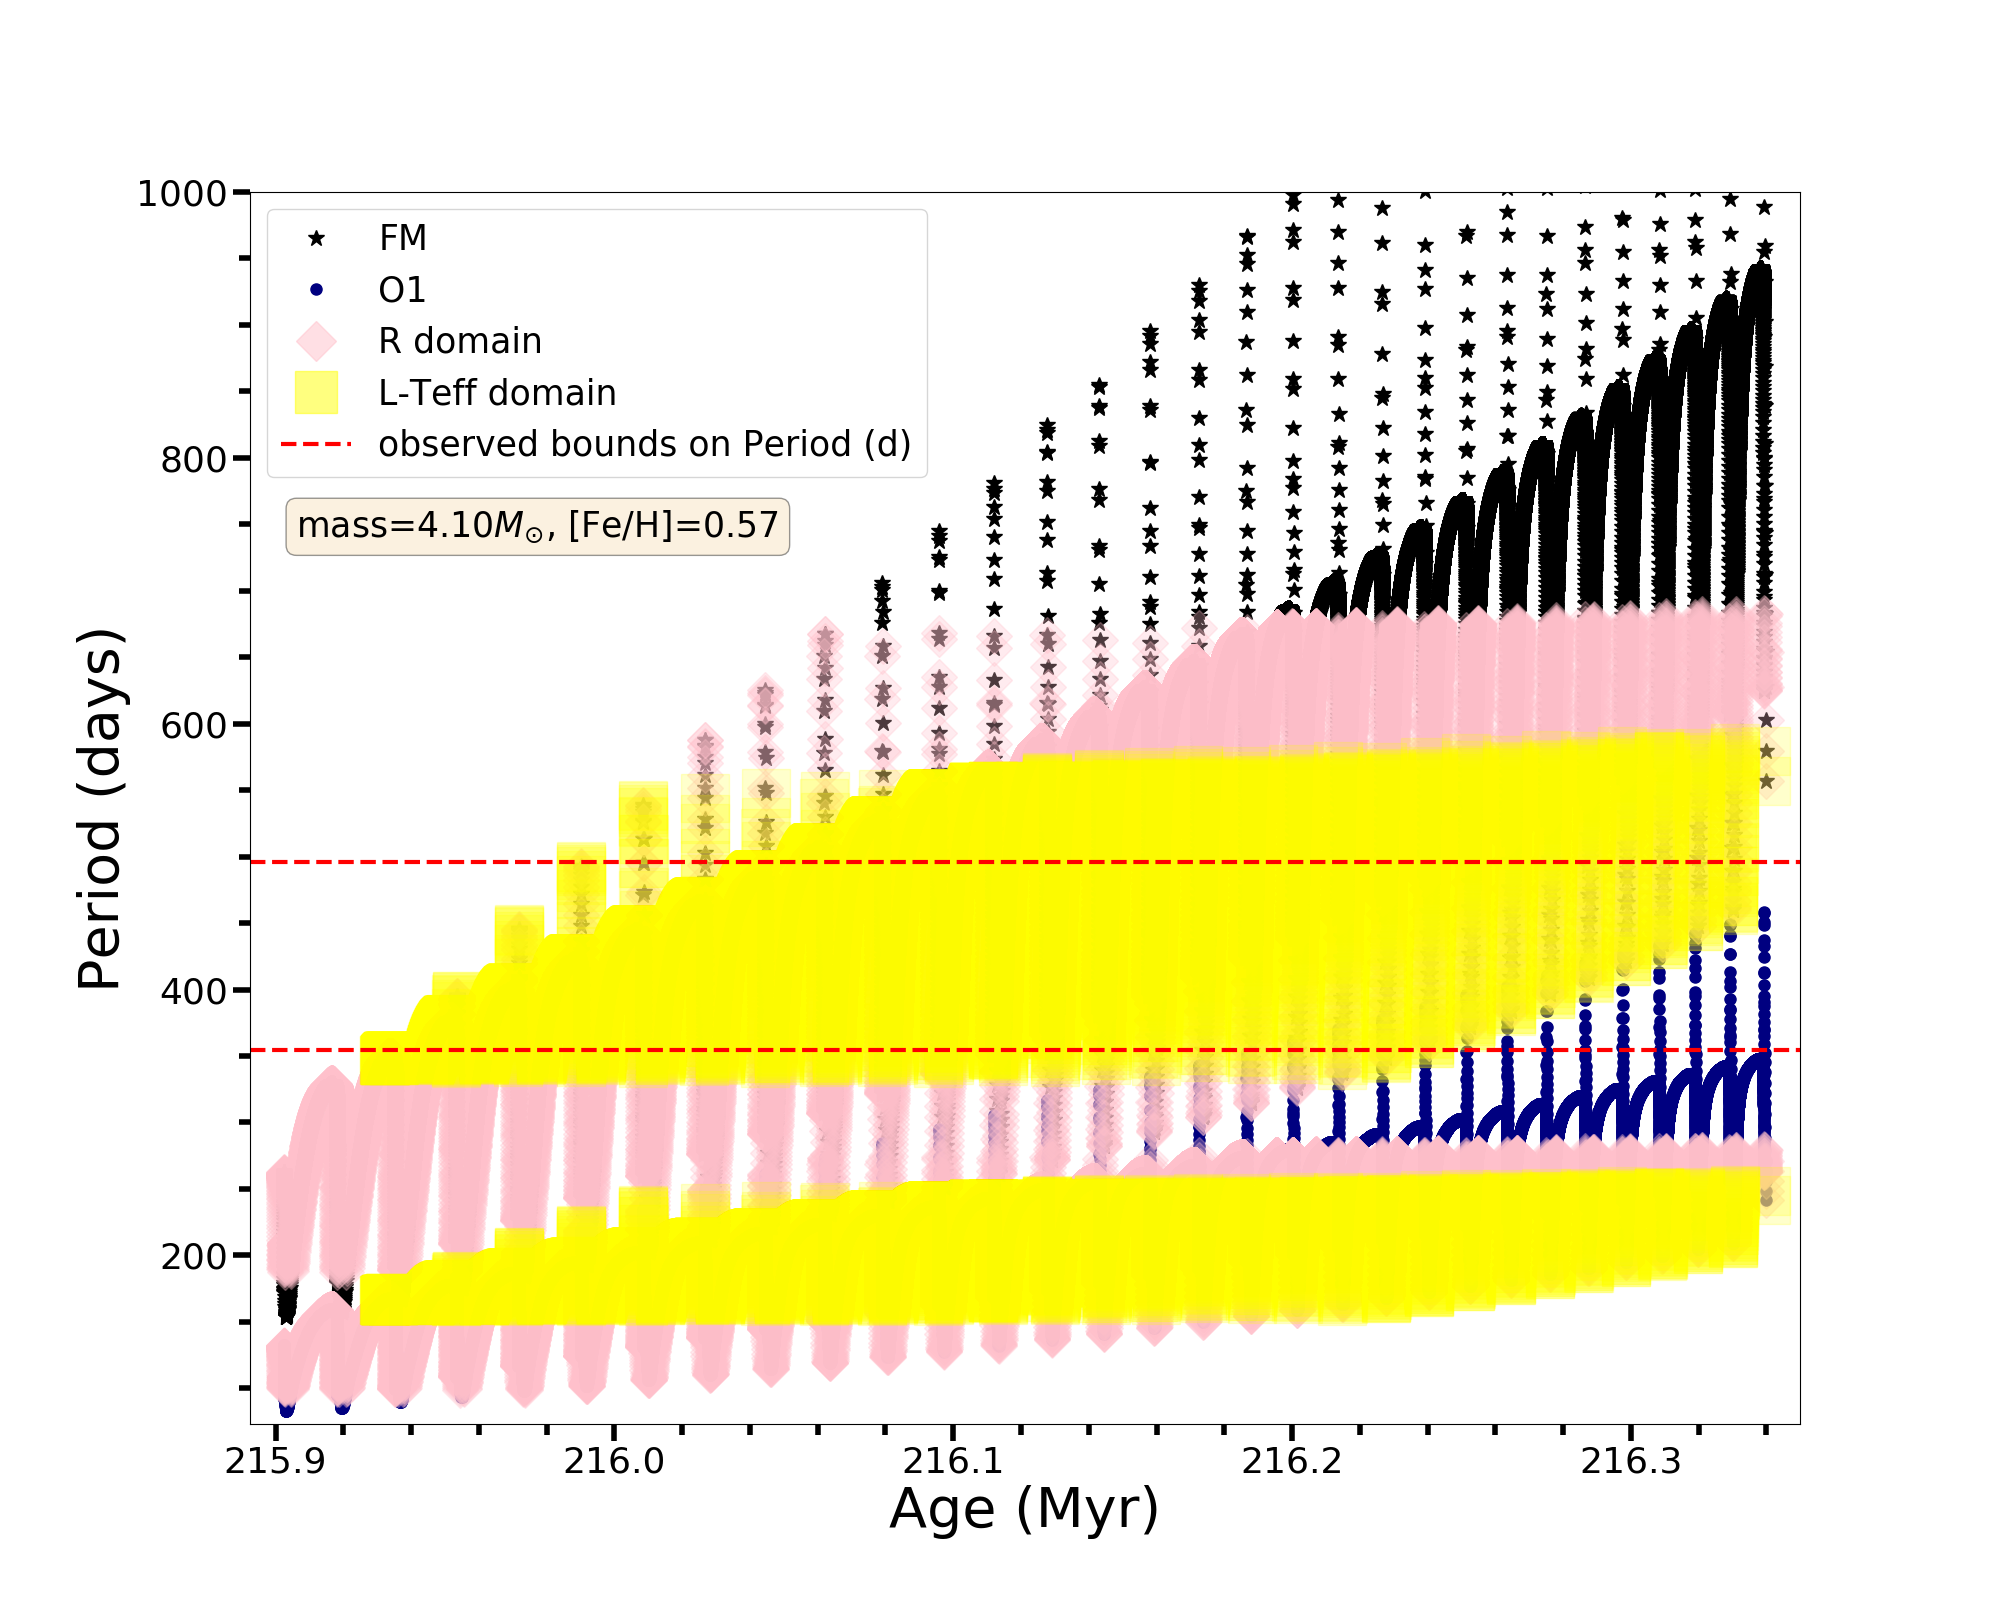 FM
O1
R domain
L-Teff domain
observed bounds on Period (d)
mass=4.10M⊙, [Fe/H]=0.57
1000
800
600
400
200
Period (days)
215.9 216.0 216.1 216.2 216.3
Age (Myr)